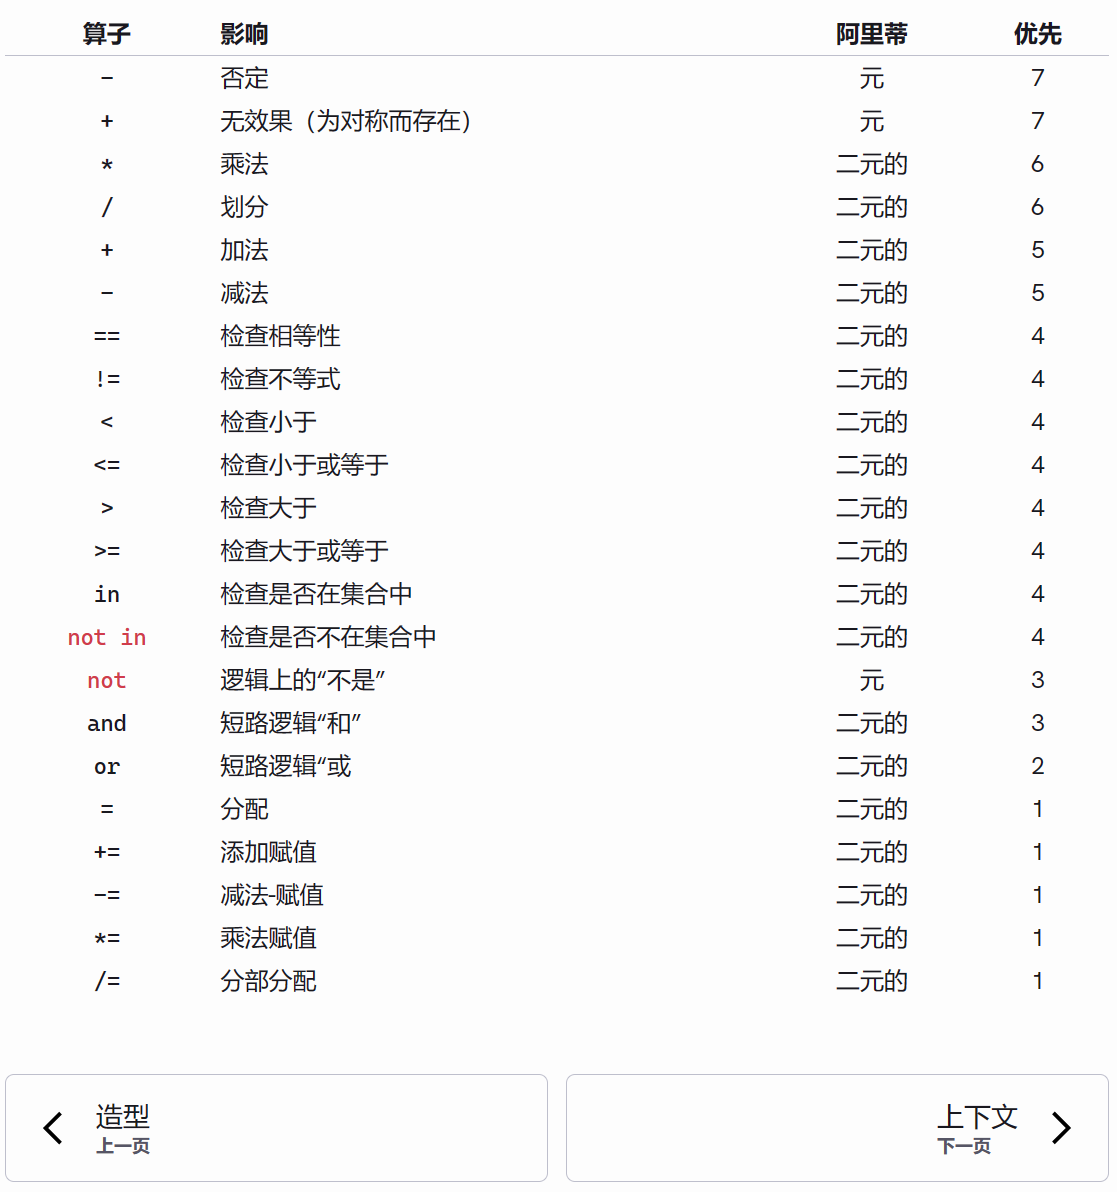 算子 影响 阿里蒂 优先
- 否定 元 7
+ 无效果（为对称而存在） 元 7
* 乘法 二元的 6
/ 划分 二元的 6
+ 加法 二元的 5
- 减法 二元的 5
== 检查相等性 二元的 4
!= 检查不等式 二元的 4
< 检查小于 二元的 4
<= 检查小于或等于 二元的 4
> 检查大于 二元的 4
>= 检查大于或等于 二元的 4
in 检查是否在集合中 二元的 4
not in 检查是否不在集合中 二元的 4
not 逻辑上的“不是” 元 3
and 短路逻辑“和” 二元的 3
or 短路逻辑“或 二元的 2
= 分配 二元的 1
+= 添加赋值 二元的 1
-= 减法-赋值 二元的 1
*= 乘法赋值 二元的 1
/= 分部分配 二元的 1
造型
上一页
上下文
下一页